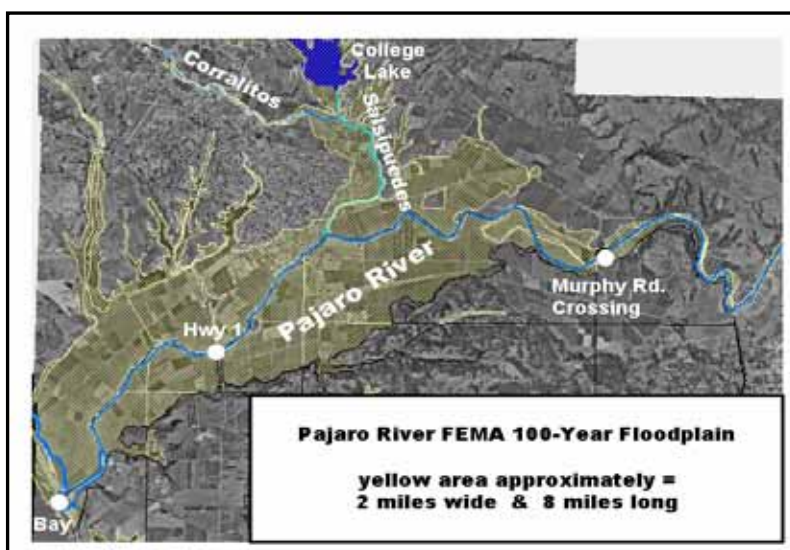 College
Lake
Corralitos
Salsipuedes
Pajaro River
Hwy 1
Murphy Rd.
Crossing
Bay
Pajaro River FEMA 100-Year Floodplain
yellow area approximately =
2 miles wide & 8 miles long